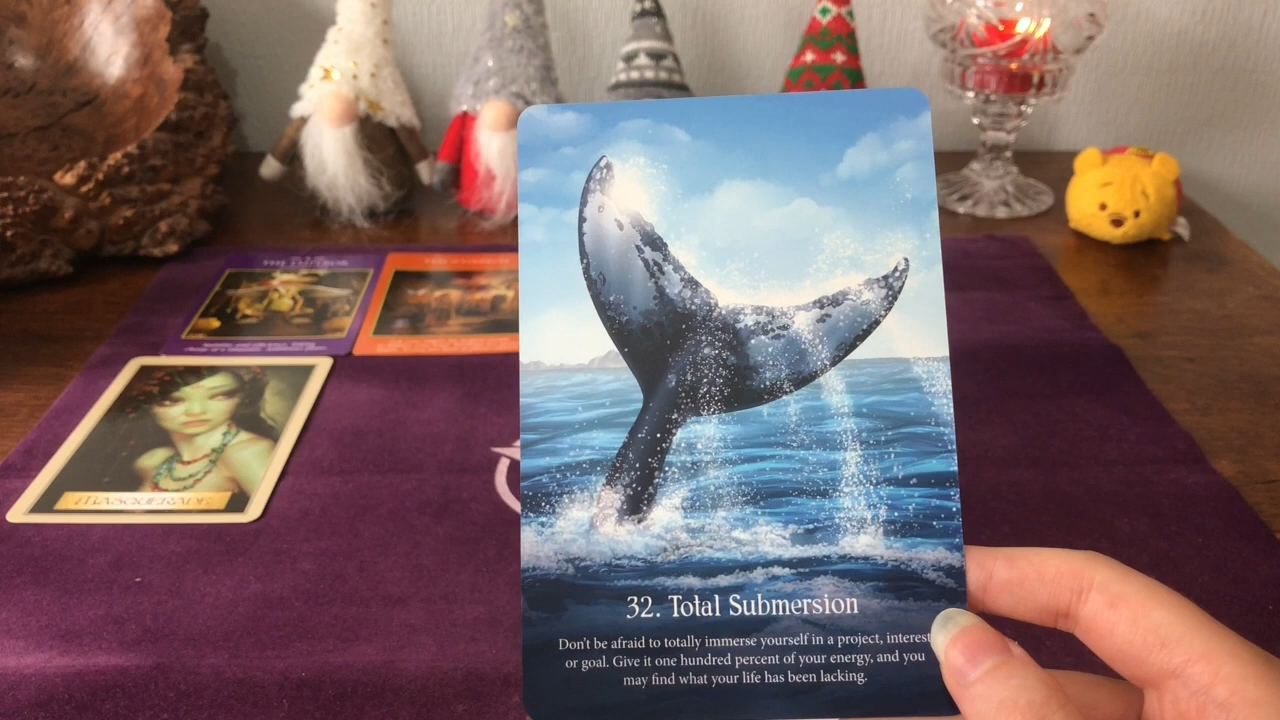 MASQUERADE
32. Total Submersion
Don't be afraid to totally immerse yourself in a project, interest
or goal. Give it one hundred percent of your energy, and you
may find what your life has been lacking.